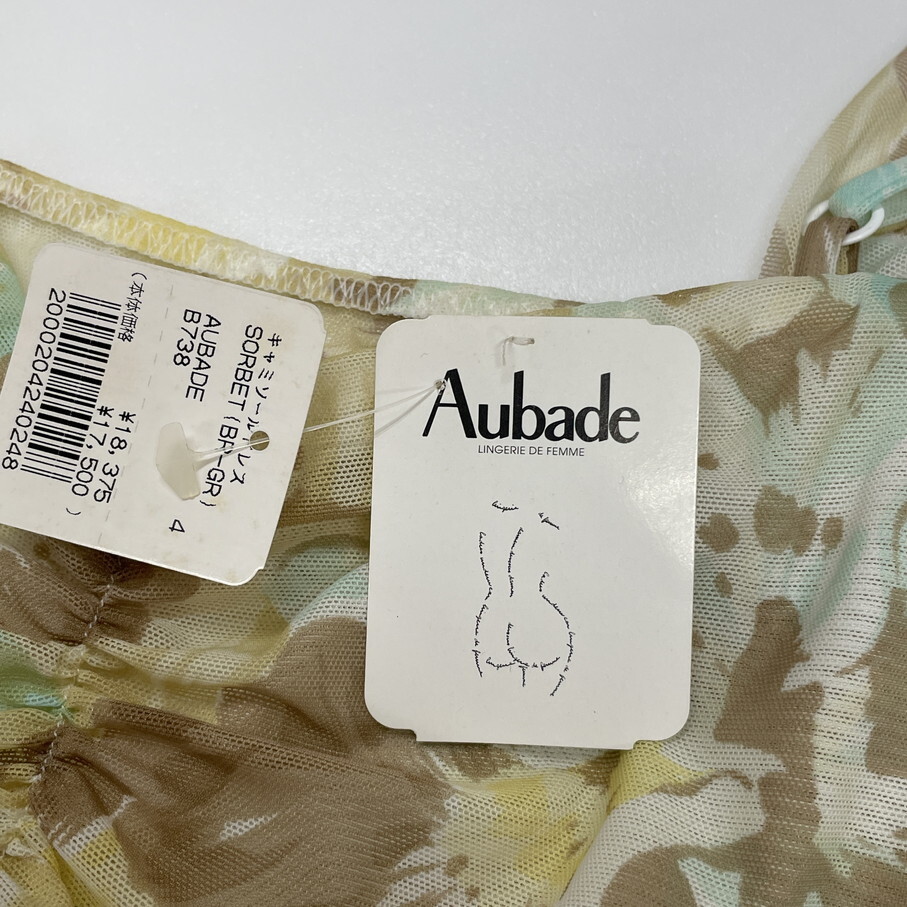 キャミソールドレス
SORBET (BR-GR)
AUBADE
B738
4
¥18,375
(本体価格 ¥17,500)
2000204240248
Aubade
LINGERIE DE FEMME